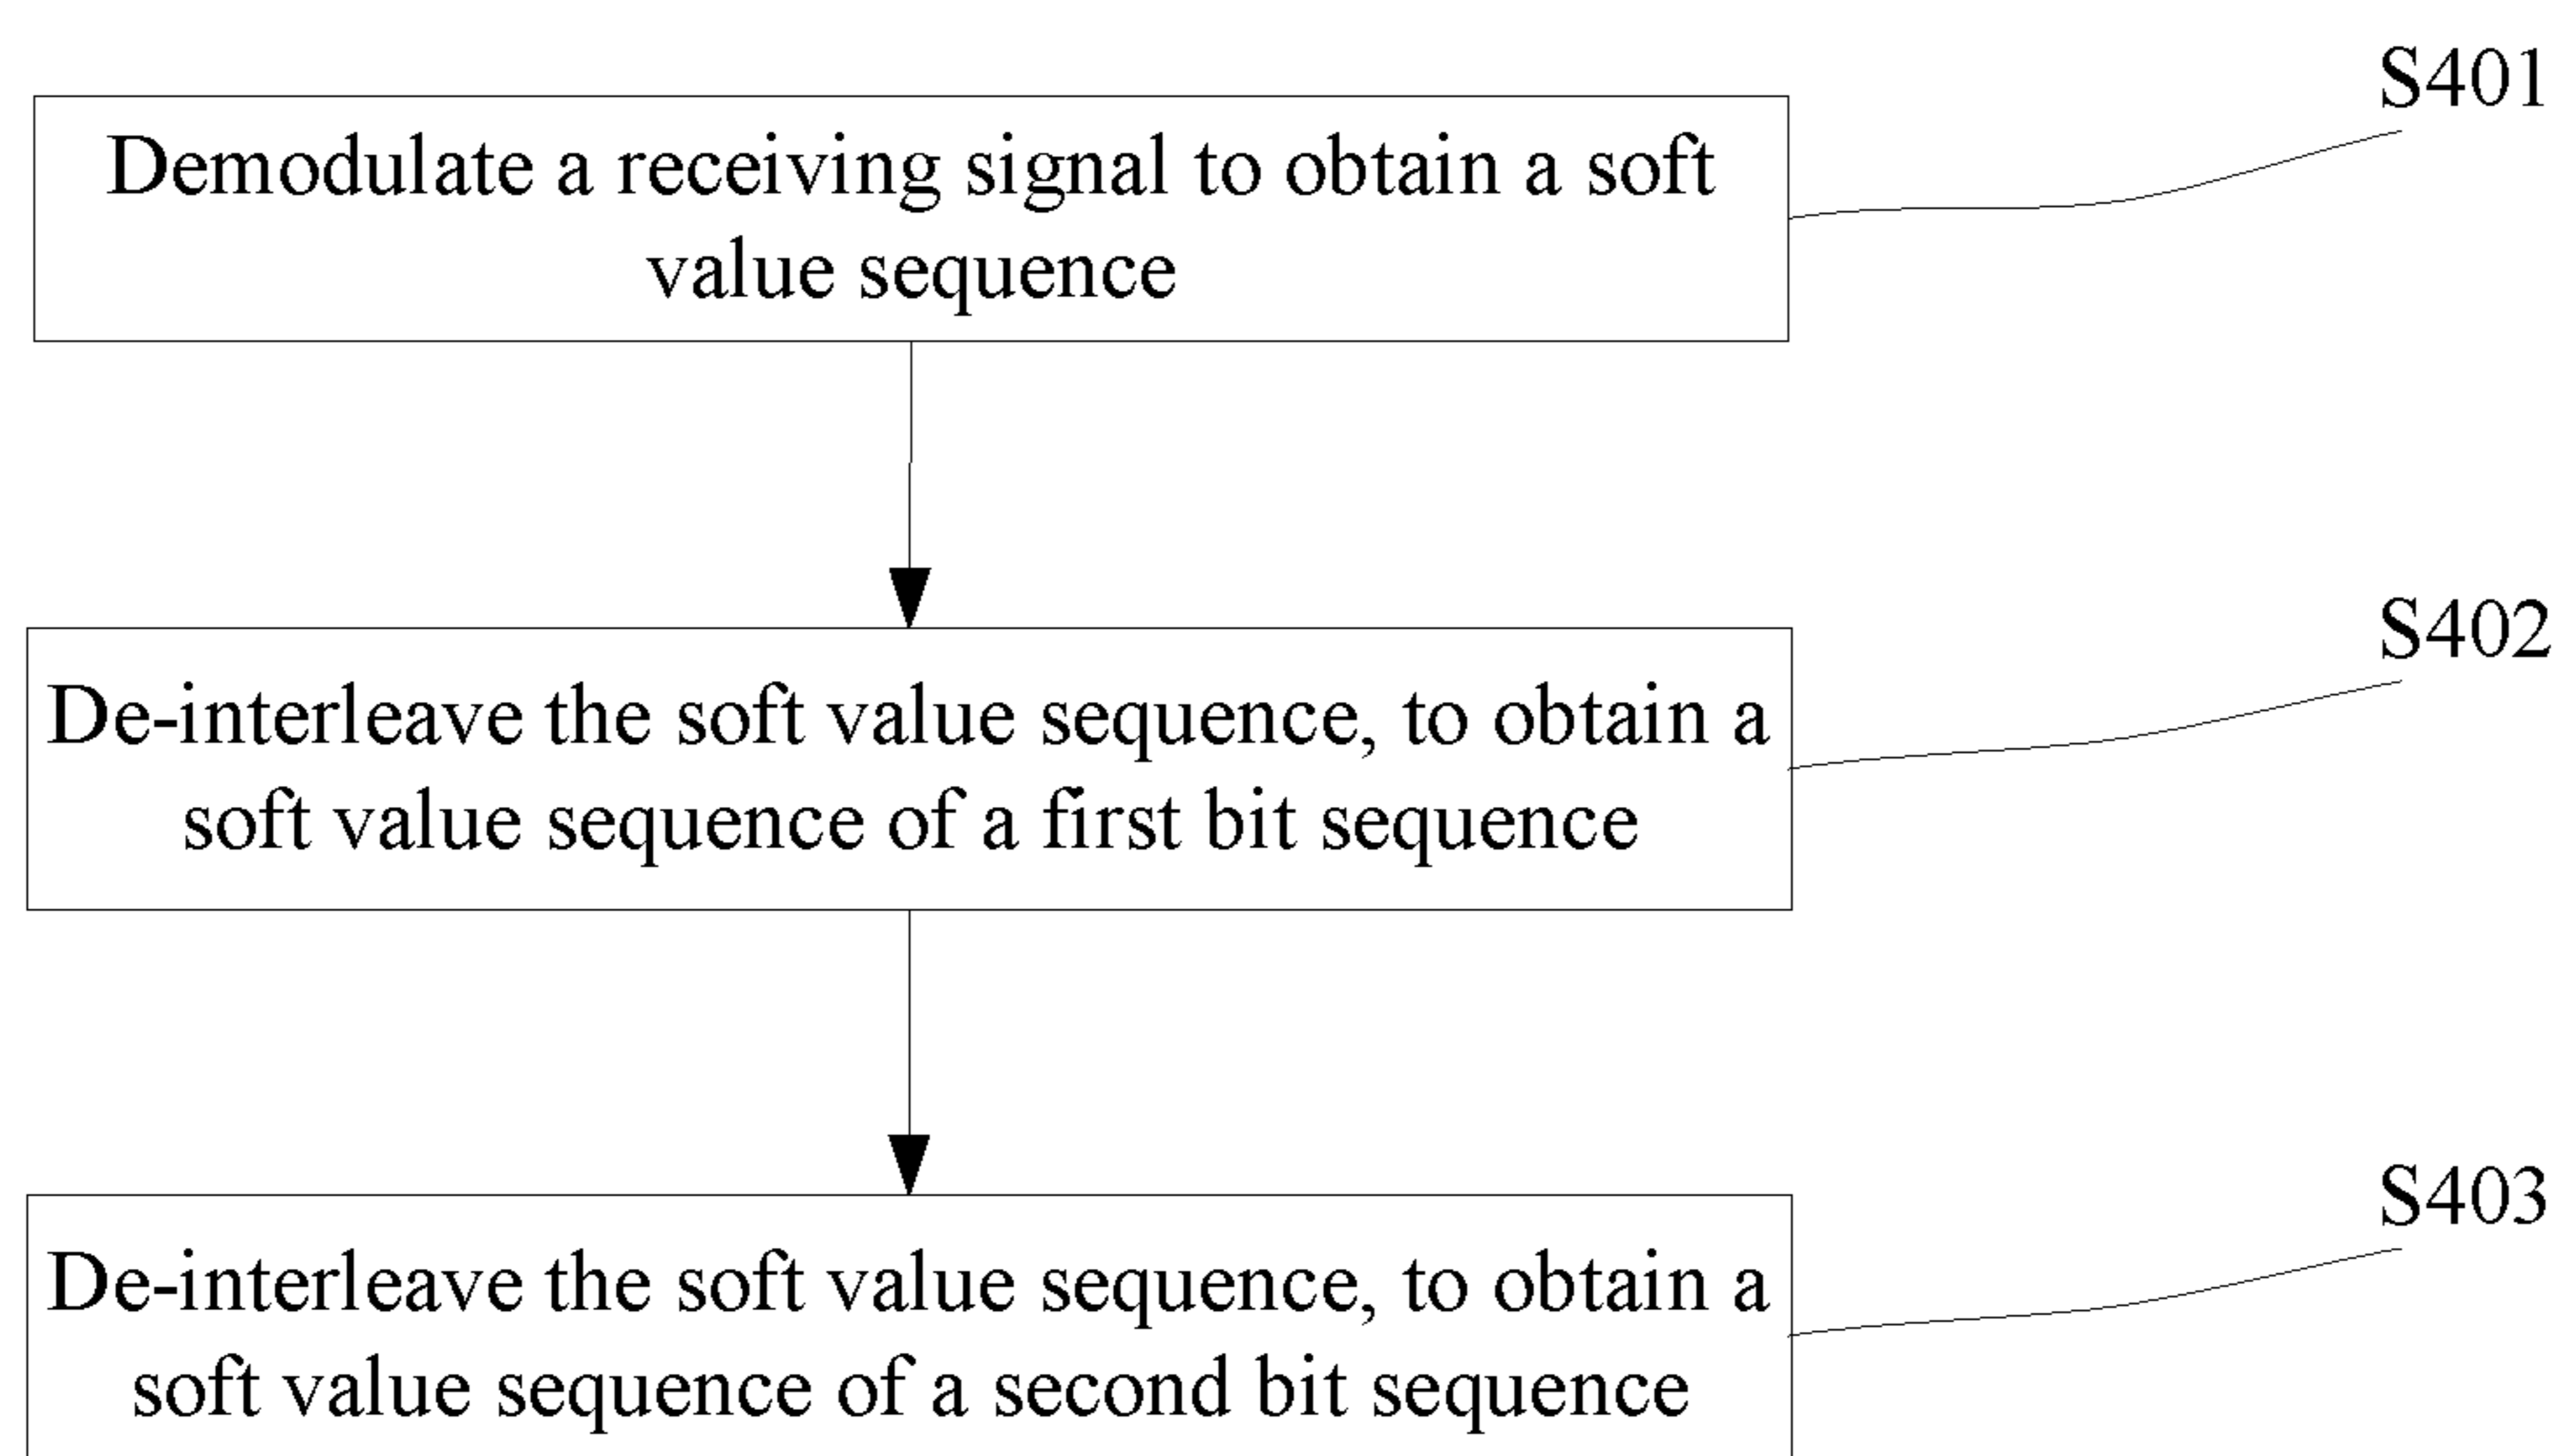 S401
Demodulate a receiving signal to obtain a soft
value sequence
S402
De-interleave the soft value sequence, to obtain a
soft value sequence of a first bit sequence
S403
De-interleave the soft value sequence, to obtain a
soft value sequence of a second bit sequence